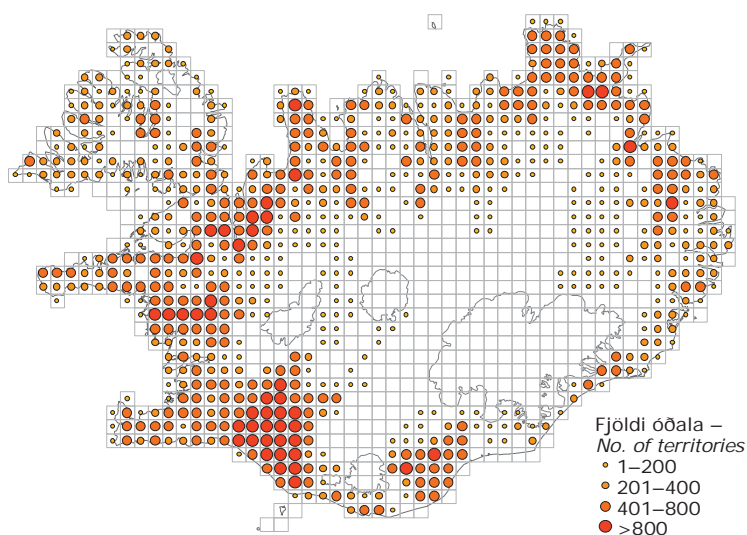 Fjöldi óðala –
No. of territories
1–200
201–400
401–800
>800